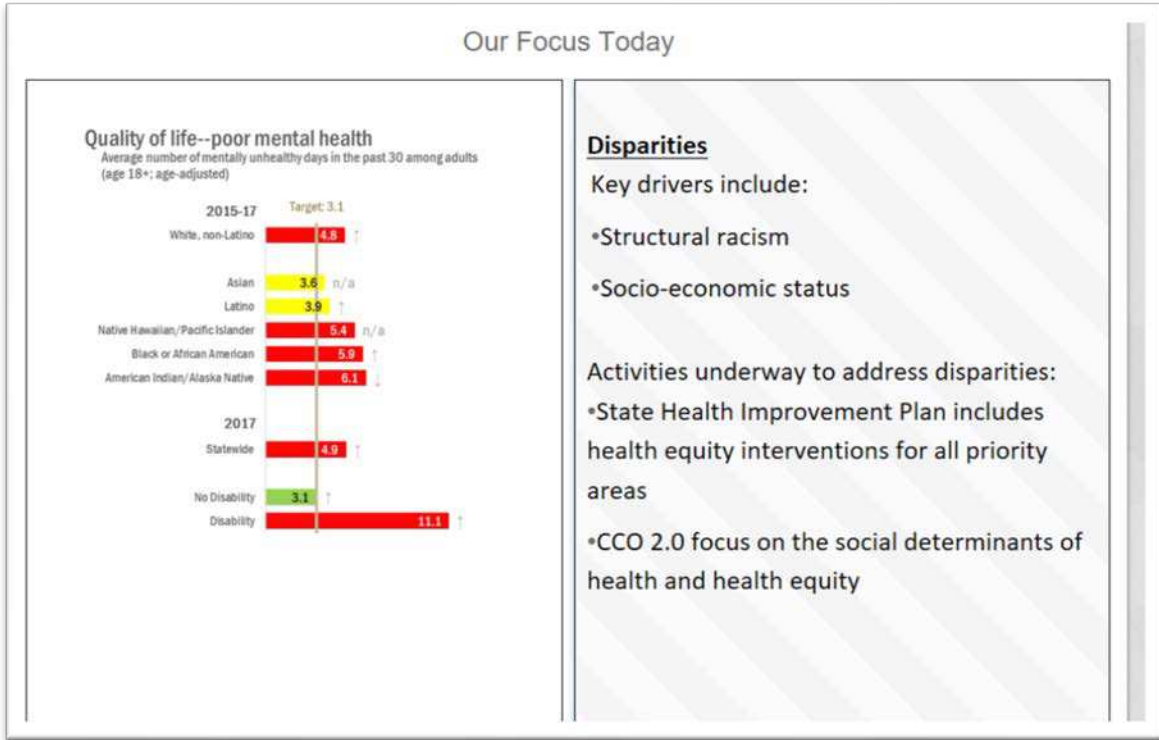 Our Focus Today
Quality of life--poor mental health
Average number of mentally unhealthy days in the past 30 among adults
(age 18+; age-adjusted)
2015-17 Target: 3.1
White, non-Latino 4.8 ↑
Asian 3.6 n/a
Latino 3.9 ↑
Native Hawaiian/Pacific Islander 5.4 n/a
Black or African American 5.9 ↑
American Indian/Alaska Native 6.1 ↓
2017
Statewide 4.9 ↑
No Disability 3.1 ↑
Disability 11.1 ↑
Disparities
Key drivers include:
•Structural racism
•Socio-economic status
Activities underway to address disparities:
•State Health Improvement Plan includes
health equity interventions for all priority
areas
•CCO 2.0 focus on the social determinants of
health and health equity